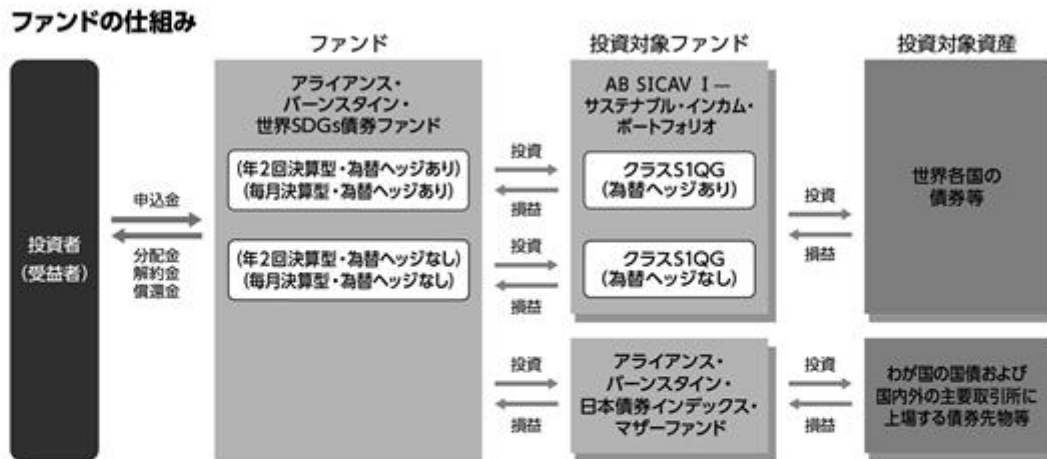 ファンドの仕組み
ファンド
投資対象ファンド
投資対象資産
投資者
(受益者)
申込金
分配金
解約金
償還金
アライアンス・
バーンスタイン・
世界SDGs債券ファンド
(年2回決算型・為替ヘッジあり)
(毎月決算型・為替ヘッジあり)
(年2回決算型・為替ヘッジなし)
(毎月決算型・為替ヘッジなし)
投資
損益
投資
損益
投資
損益
AB SICAV Ⅰ―
サステナブル・インカム・
ポートフォリオ
クラスS1QG
(為替ヘッジあり)
クラスS1QG
(為替ヘッジなし)
アライアンス・
バーンスタイン・
日本債券インデックス・
マザーファンド
投資
損益
投資
損益
世界各国の
債券等
わが国の国債および
国内外の主要取引所に
上場する債券先物等